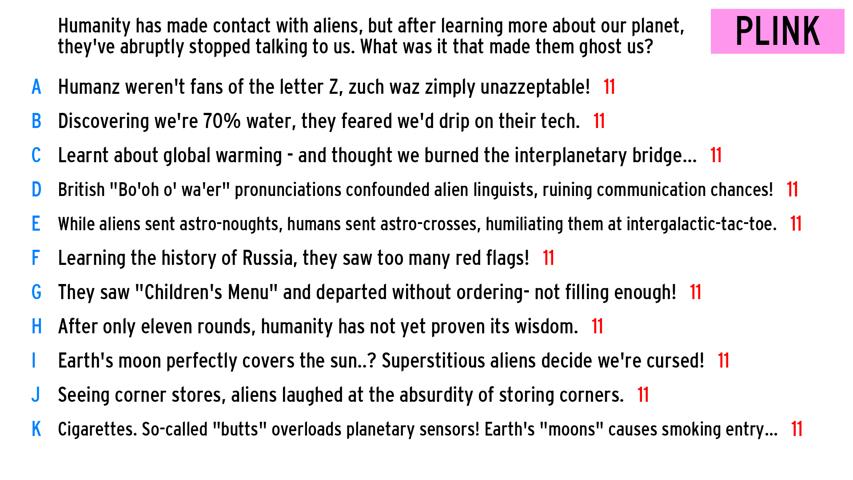 Humanity has made contact with aliens, but after learning more about our planet,
they've abruptly stopped talking to us. What was it that made them ghost us?
PLINK
A Humanz weren't fans of the letter Z, zuch waz zimply unazzeptable! 11
B Discovering we're 70% water, they feared we'd drip on their tech. 11
C Learnt about global warming - and thought we burned the interplanetary bridge... 11
D British "Bo'oh o' wa'er" pronunciations confounded alien linguists, ruining communication chances! 11
E While aliens sent astro-noughts, humans sent astro-crosses, humiliating them at intergalactic-tac-toe. 11
F Learning the history of Russia, they saw too many red flags! 11
G They saw "Children's Menu" and departed without ordering- not filling enough! 11
H After only eleven rounds, humanity has not yet proven its wisdom. 11
I Earth's moon perfectly covers the sun..? Superstitious aliens decide we're cursed! 11
J Seeing corner stores, aliens laughed at the absurdity of storing corners. 11
K Cigarettes. So-called "butts" overloads planetary sensors! Earth's "moons" causes smoking entry... 11